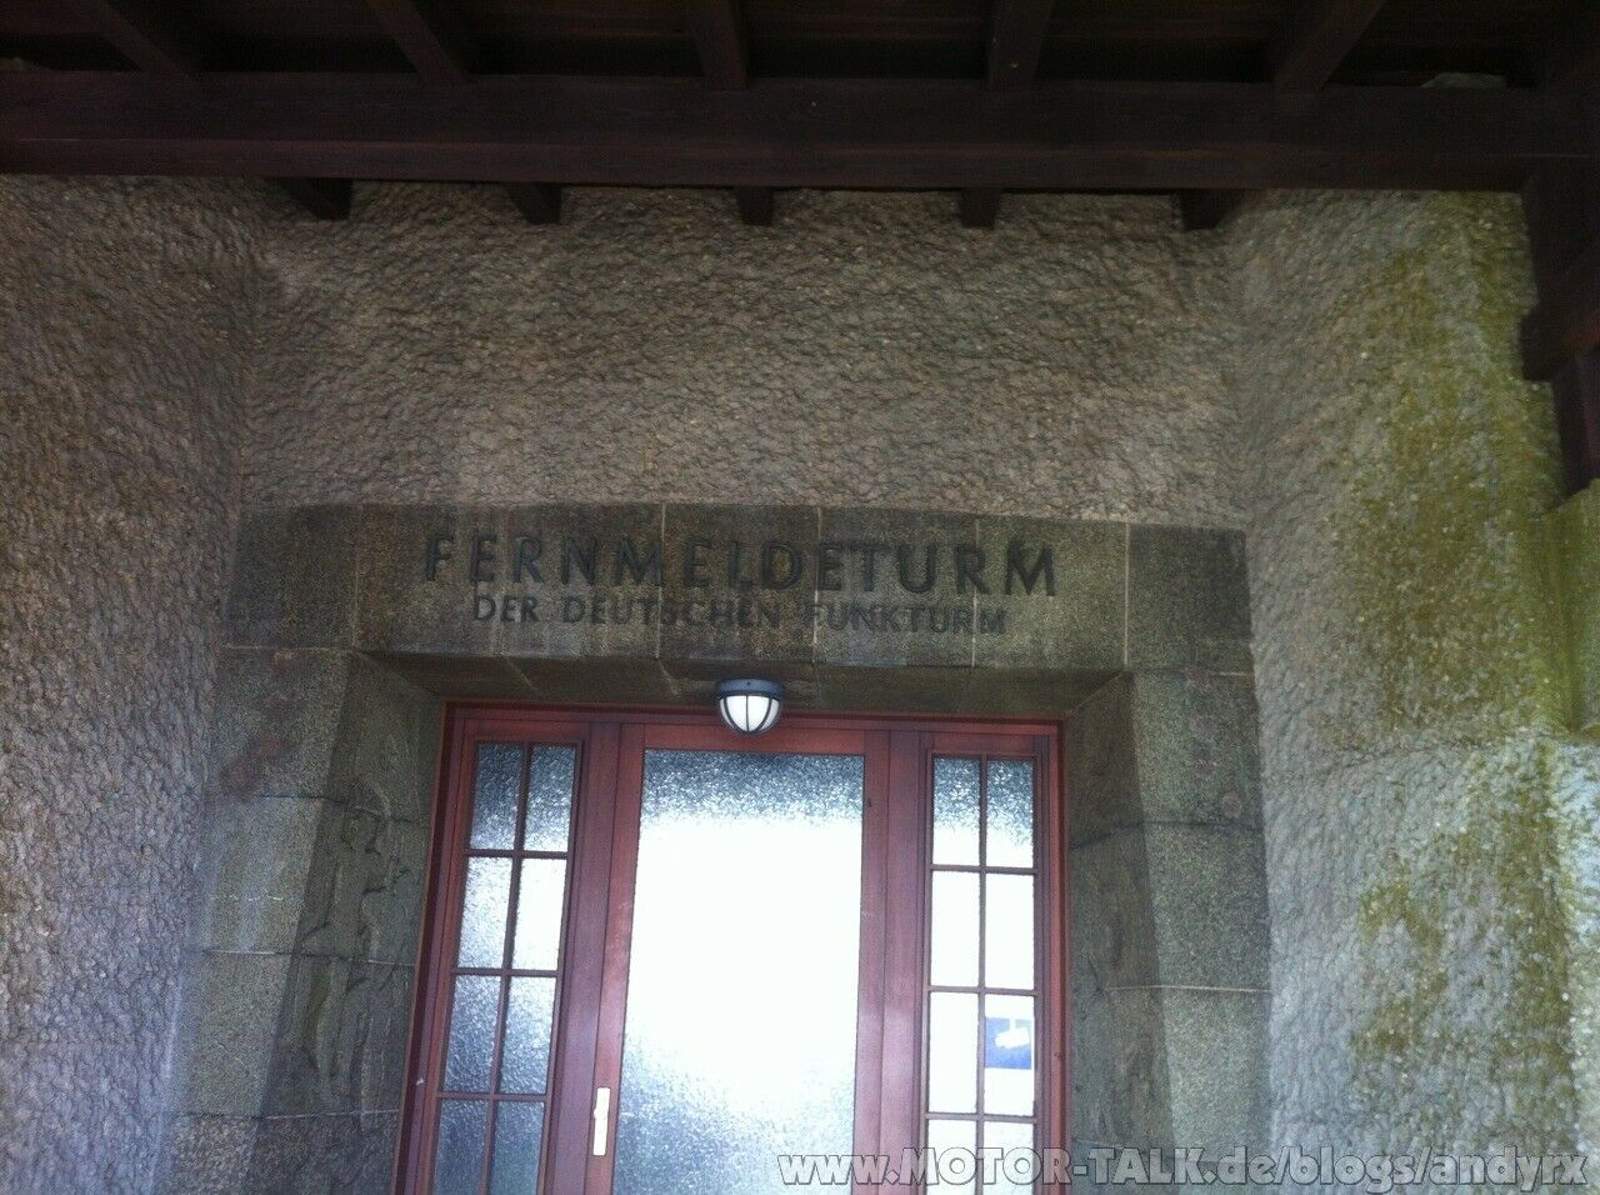 FERNMELDETURM
DER DEUTSCHEN FUNKTURM
www.MOTOR-TALK.de/blogs/andyrx